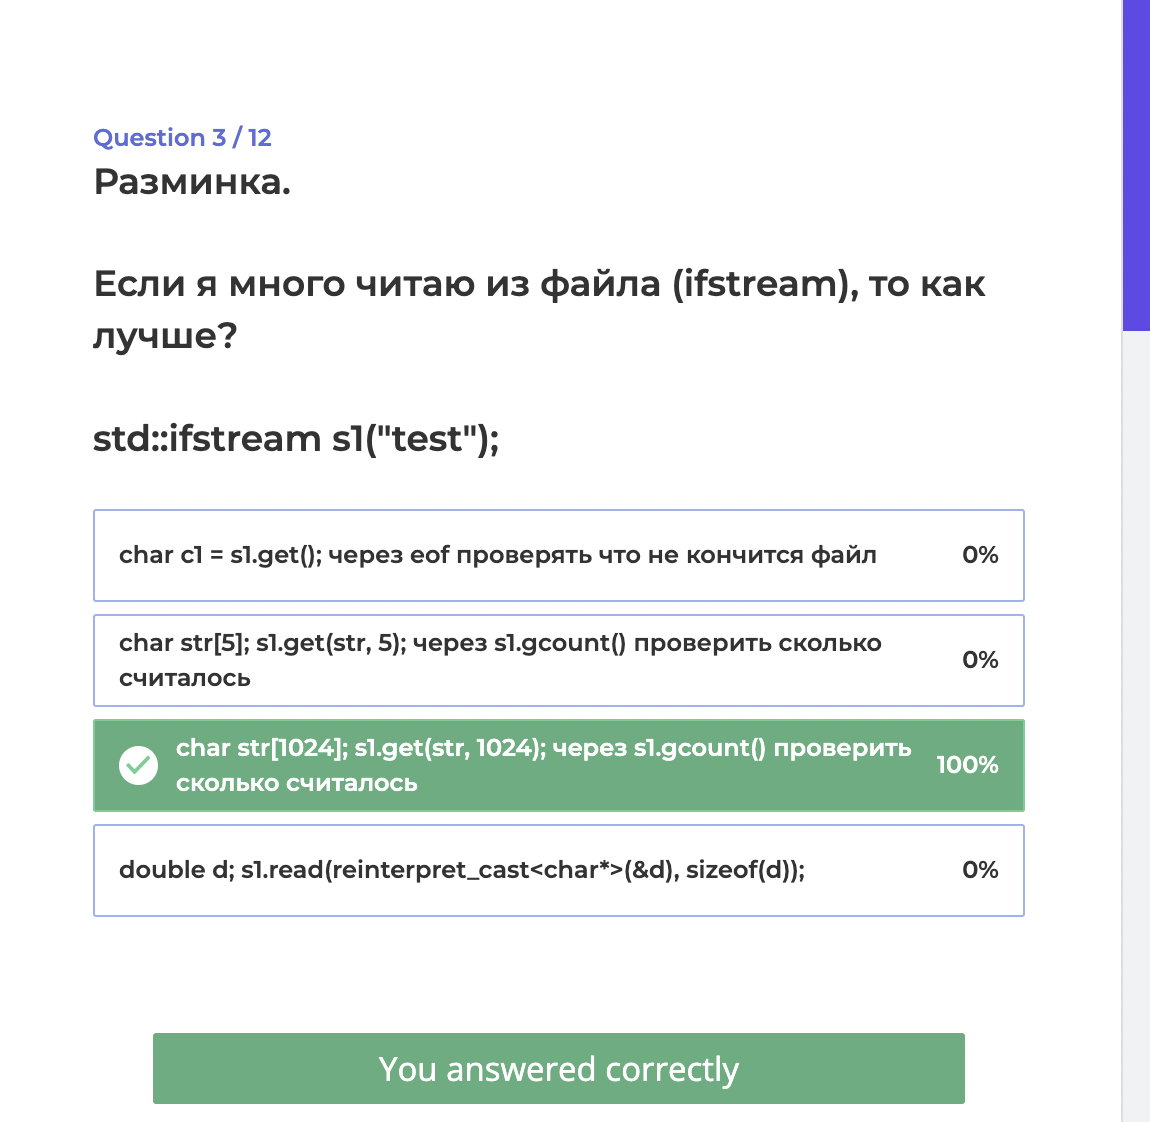 Question 3 / 12
Разминка.
Если я много читаю из файла (ifstream), то как
лучше?
std::ifstream s1("test");
char c1 = s1.get(); через eof проверять что не кончится файл 0%
char str[5]; s1.get(str, 5); через s1.gcount() проверить сколько
считалось 0%
char str[1024]; s1.get(str, 1024); через s1.gcount() проверить
сколько считалось 100%
double d; s1.read(reinterpret_cast<char*>(&d), sizeof(d)); 0%
You answered correctly